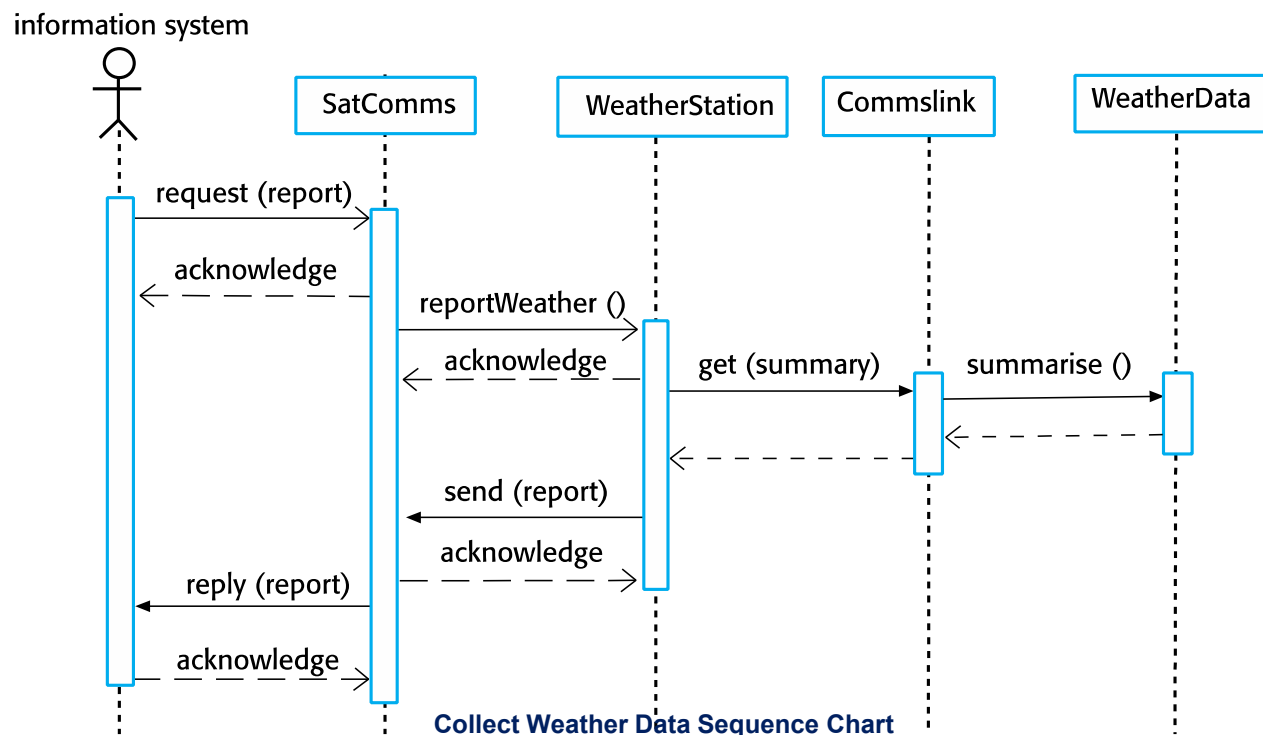 information system
SatComms
WeatherStation
Commslink
WeatherData
request (report)
acknowledge
reportWeather ()
acknowledge
get (summary)
summarise ()
send (report)
acknowledge
reply (report)
acknowledge
Collect Weather Data Sequence Chart